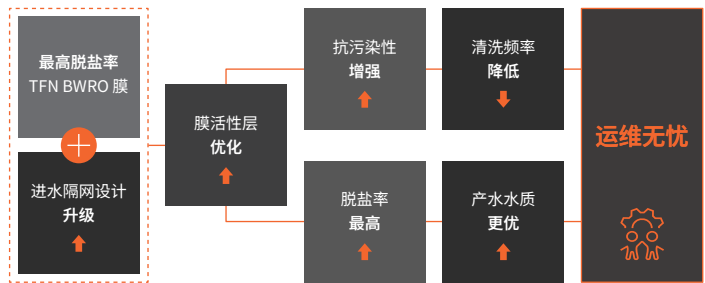 最高脱盐率
TFN BWRO 膜
进水隔网设计
升级
膜活性层
优化
抗污染性
增强
清洗频率
降低
脱盐率
最高
产水水质
更优
运维无忧